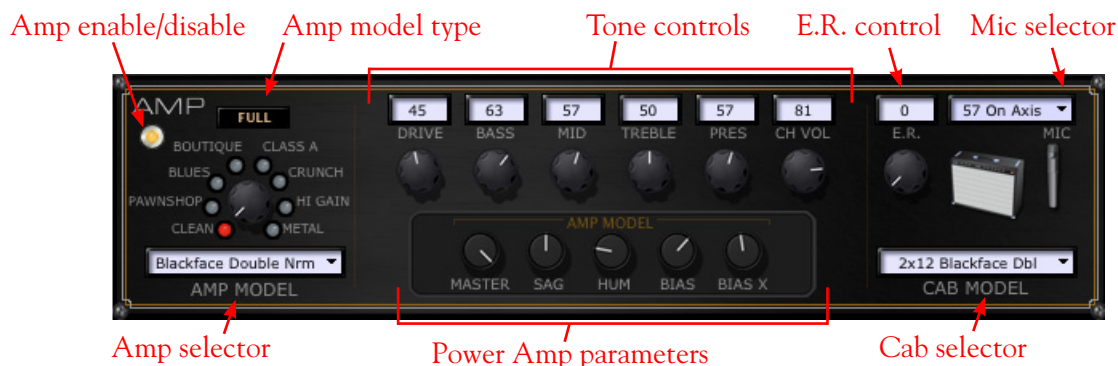 Amp enable/disable Amp model type Tone controls E.R. control Mic selector
AMP
FULL
45 63 57 50 57 81 0 57 On Axis
DRIVE BASS MID TREBLE PRES CH VOL E.R. MIC
BOUTIQUE CLASS A
BLUES CRUNCH
PAWNSHOP HI GAIN
CLEAN METAL
AMP MODEL
MASTER SAG HUM BIAS BIAS X
Blackface Double Nrm 2x12 Blackface Dbl
AMP MODEL CAB MODEL
Amp selector Power Amp parameters Cab selector